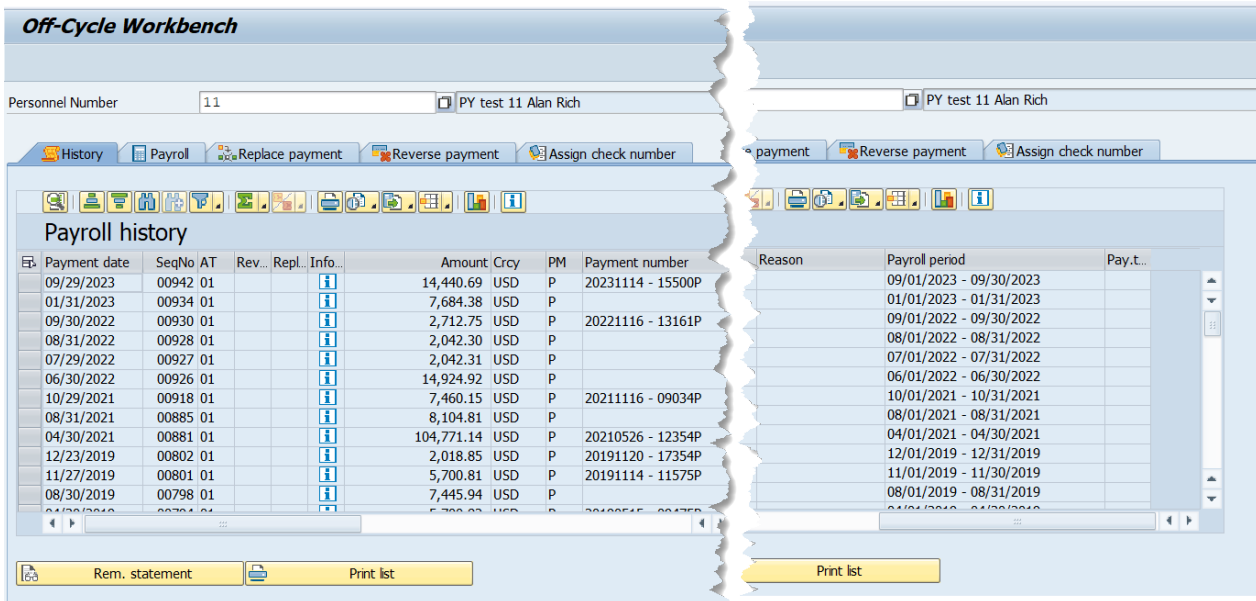 Off-Cycle Workbench
Personnel Number 11 PY test 11 Alan Rich PY test 11 Alan Rich
History Payroll Replace payment Reverse payment Assign check number payment Reverse payment Assign check number
Payroll history
Payment date SeqNo AT Rev... Repl... Info... Amount Crcy PM Payment number Reason Payroll period Pay.t...
09/29/2023 00942 01 14,440.69 USD P 20231114 - 15500P 09/01/2023 - 09/30/2023
01/31/2023 00934 01 7,684.38 USD P 01/01/2023 - 01/31/2023
09/30/2022 00930 01 2,712.75 USD P 20221116 - 13161P 09/01/2022 - 09/30/2022
08/31/2022 00928 01 2,042.30 USD P 08/01/2022 - 08/31/2022
07/29/2022 00927 01 2,042.31 USD P 07/01/2022 - 07/31/2022
06/30/2022 00926 01 14,924.92 USD P 06/01/2022 - 06/30/2022
10/29/2021 00918 01 7,460.15 USD P 20211116 - 09034P 10/01/2021 - 10/31/2021
08/31/2021 00885 01 8,104.81 USD P 08/01/2021 - 08/31/2021
04/30/2021 00881 01 104,771.14 USD P 20210526 - 12354P 04/01/2021 - 04/30/2021
12/23/2019 00802 01 2,018.85 USD P 20191120 - 17354P 12/01/2019 - 12/31/2019
11/27/2019 00801 01 5,700.81 USD P 20191114 - 11575P 11/01/2019 - 11/30/2019
08/30/2019 00798 01 7,445.94 USD P 08/01/2019 - 08/31/2019
Rem. statement Print list Print list